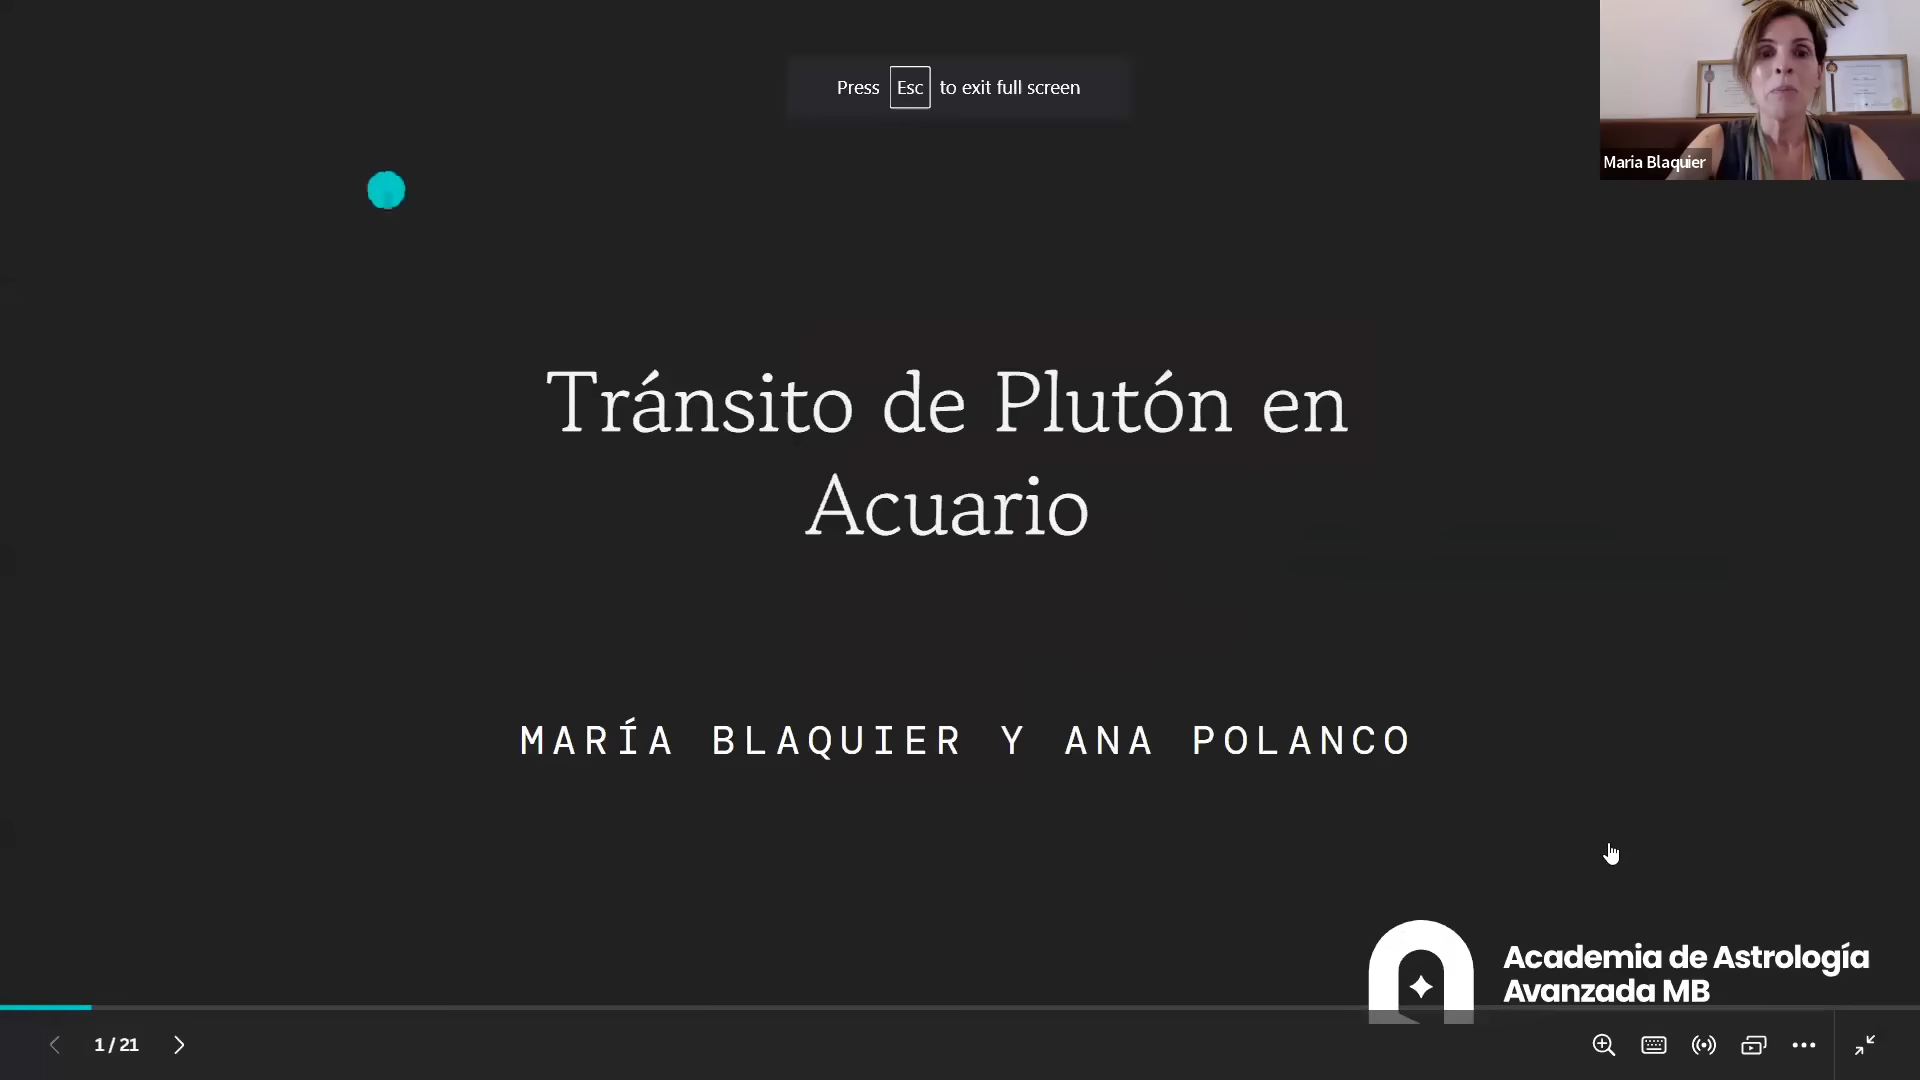 Press Esc to exit full screen
Maria Blaquier
Tránsito de Plutón en
Acuario
MARÍA BLAQUIER Y ANA POLANCO
Academia de Astrología
Avanzada MB
1 / 21